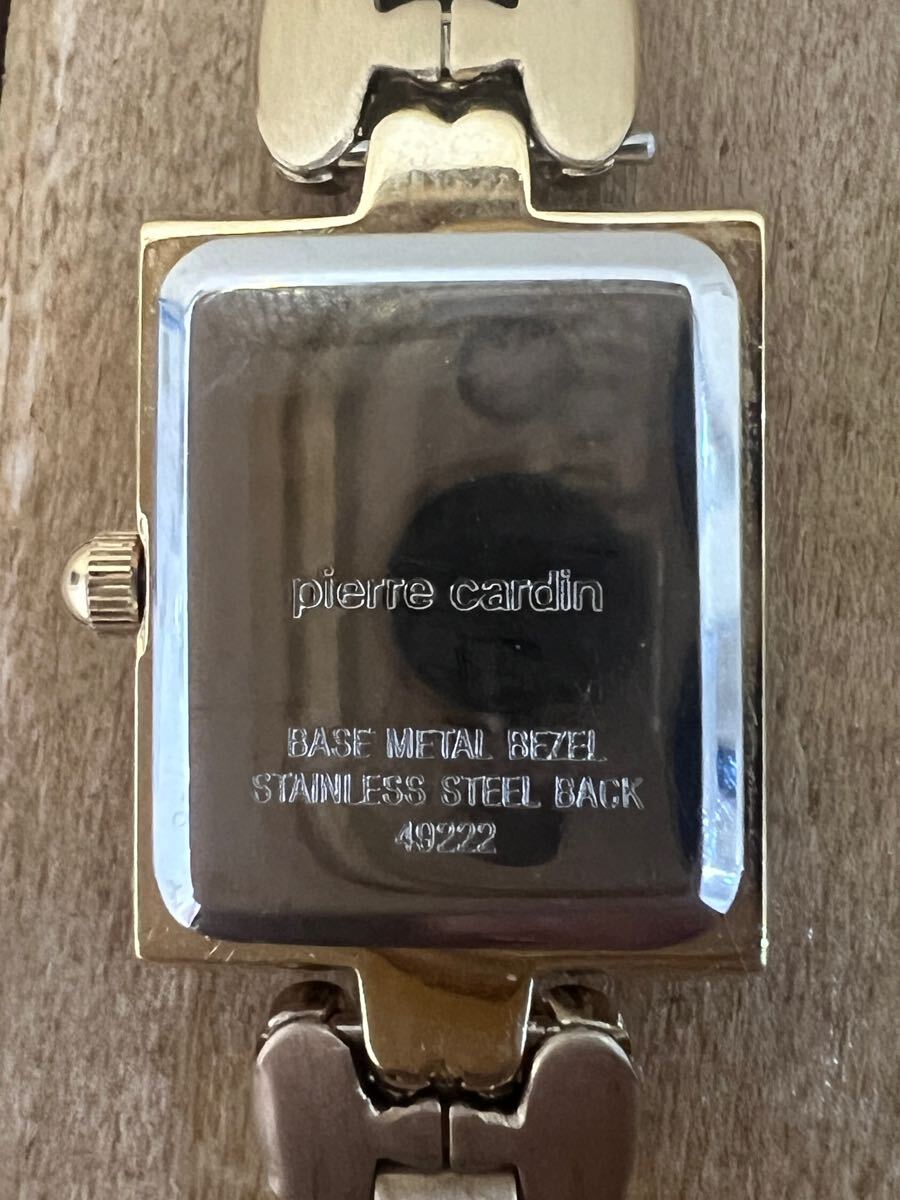 pierre cardin
BASE METAL BEZEL
STAINLESS STEEL BACK
49222